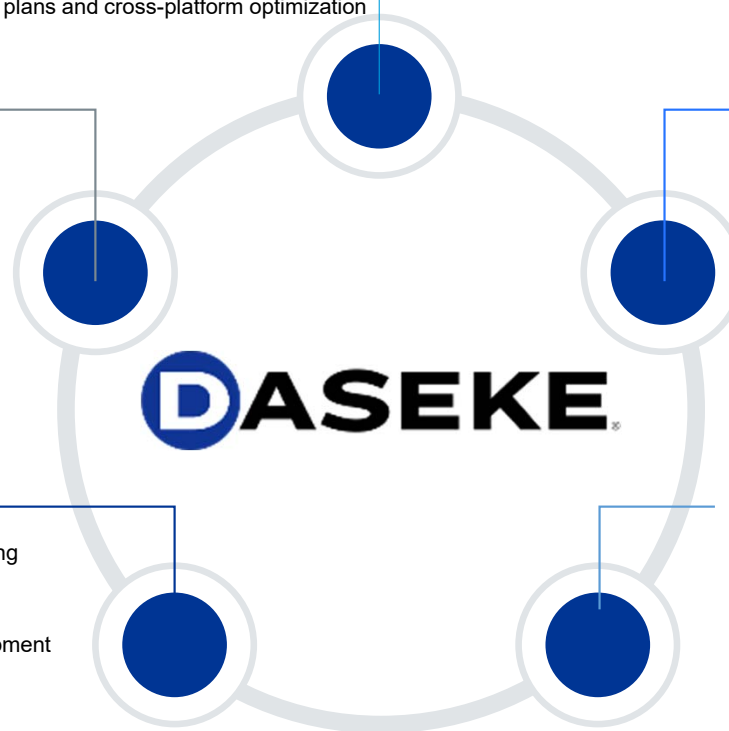 plans and cross-platform optimization
DASEKE®
ng
oment